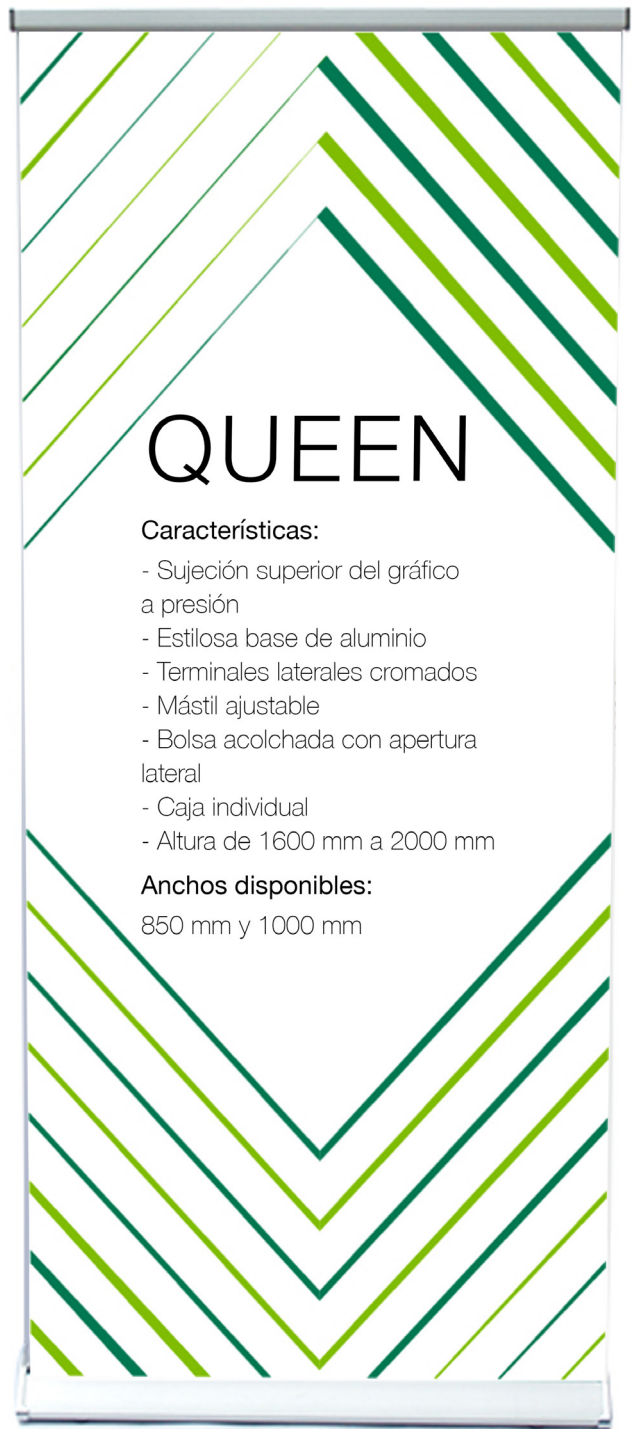 QUEEN
Características:
- Sujeción superior del gráfico
a presión
- Estilosa base de aluminio
- Terminales laterales cromados
- Mástil ajustable
- Bolsa acolchada con apertura
lateral
- Caja individual
- Altura de 1600 mm a 2000 mm
Anchos disponibles:
850 mm y 1000 mm